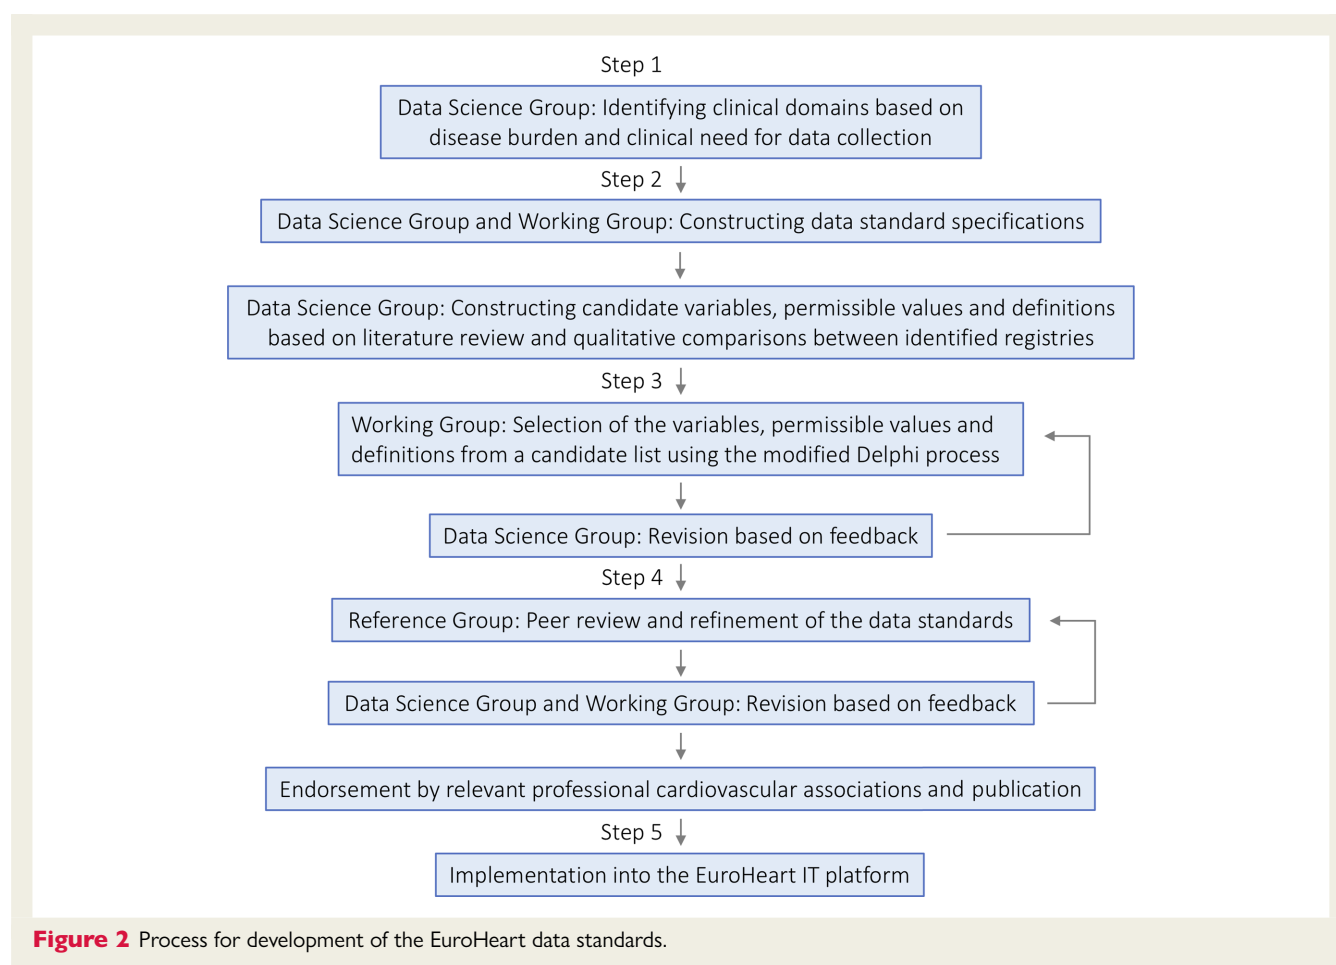 Step 1
Data Science Group: Identifying clinical domains based on
disease burden and clinical need for data collection
Step 2
Data Science Group and Working Group: Constructing data standard specifications
Data Science Group: Constructing candidate variables, permissible values and definitions
based on literature review and qualitative comparisons between identified registries
Step 3
Working Group: Selection of the variables, permissible values and
definitions from a candidate list using the modified Delphi process
Data Science Group: Revision based on feedback
Step 4
Reference Group: Peer review and refinement of the data standards
Data Science Group and Working Group: Revision based on feedback
Endorsement by relevant professional cardiovascular associations and publication
Step 5
Implementation into the EuroHeart IT platform
Figure 2 Process for development of the EuroHeart data standards.